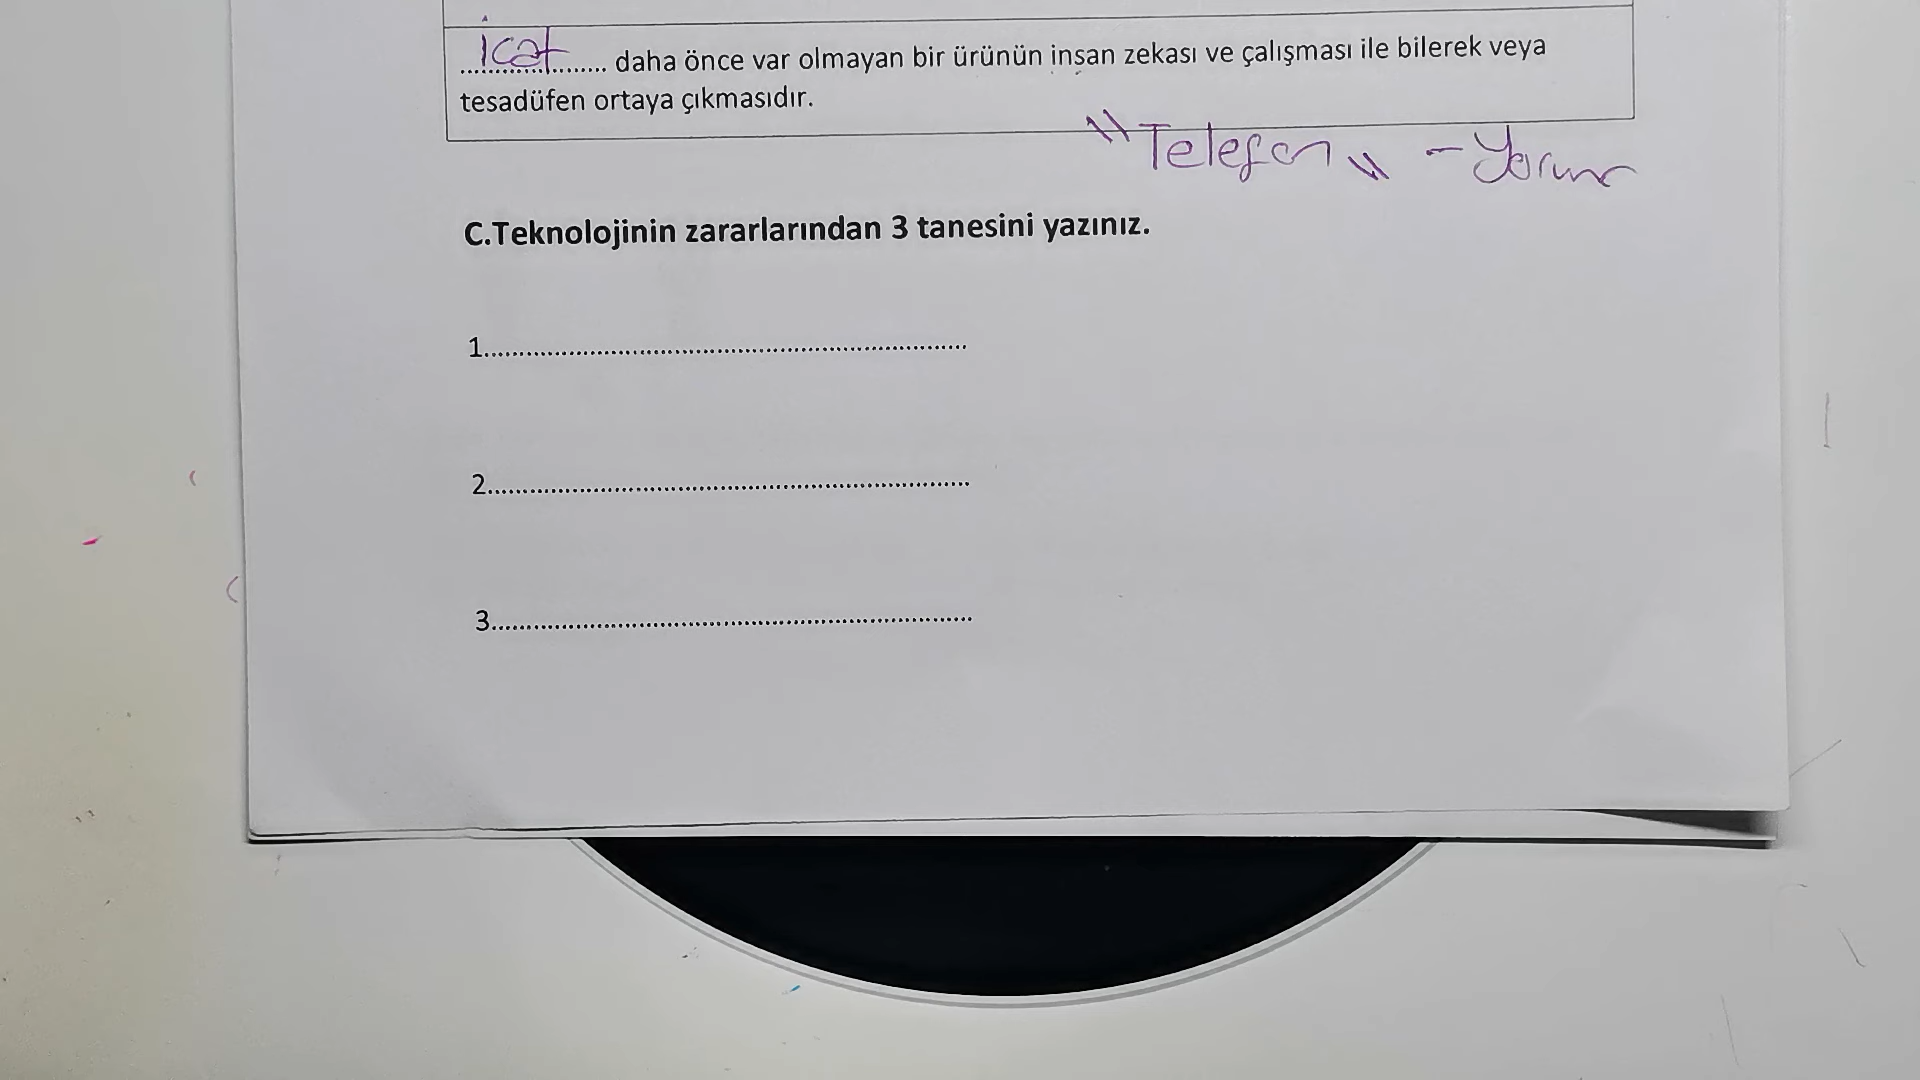 İcat......... daha önce var olmayan bir ürünün insan zekası ve çalışması ile bilerek veya
tesadüfen ortaya çıkmasıdır.
"Telefon" - Yorum
C.Teknolojinin zararlarından 3 tanesini yazınız.
1.....................................................................
2.....................................................................
3.....................................................................